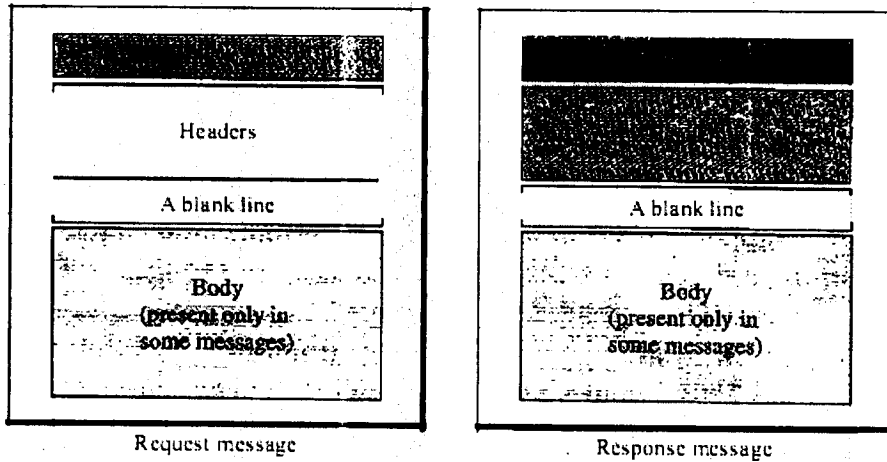 Headers
A blank line
Body
(present only in
some messages)
Request message
A blank line
Body
(present only in
some messages)
Response message